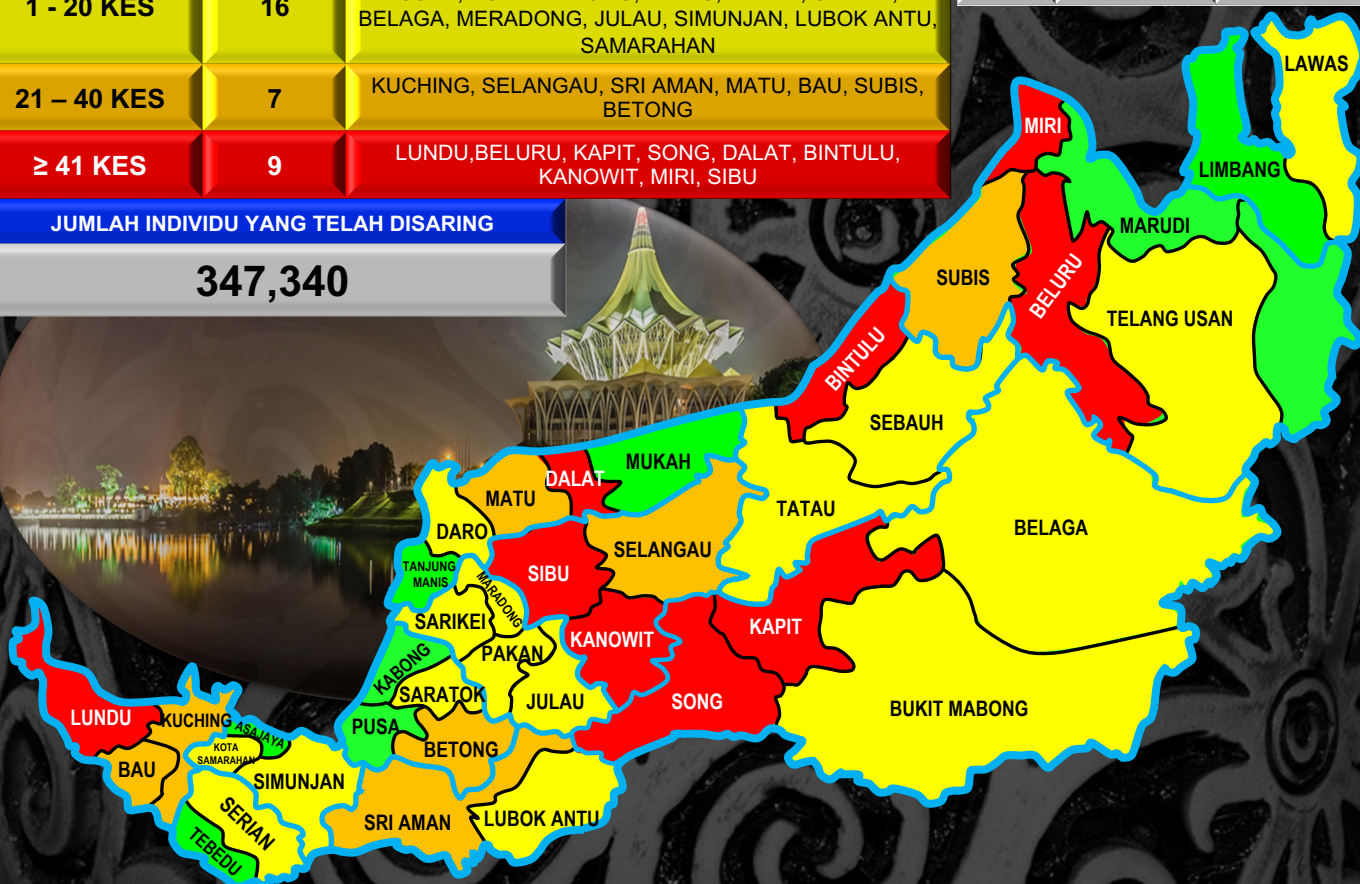 1 - 20 KES
16
BELAGA, MERADONG, JULAU, SIMUNJAN, LUBOK ANTU,
SAMARAHAN
21 – 40 KES
7
KUCHING, SELANGAU, SRI AMAN, MATU, BAU, SUBIS,
BETONG
≥ 41 KES
9
LUNDU,BELURU, KAPIT, SONG, DALAT, BINTULU,
KANOWIT, MIRI, SIBU
JUMLAH INDIVIDU YANG TELAH DISARING
347,340
LAWAS
MIRI
LIMBANG
MARUDI
SUBIS
BELURU
TELANG USAN
BINTULU
SEBAUH
MUKAH
DALAT
MATU
TATAU
DARO
BELAGA
SELANGAU
TANJUNG
MANIS
SIBU
MARADONG
SARIKEI
KANOWIT
KAPIT
PAKAN
KABONG
SARATOK
JULAU
SONG
BUKIT MABONG
LUNDU
KUCHING
ASAJAYA
PUSA
KOTA
SAMARAHAN
BETONG
BAU
SIMUNJAN
SERIAN
SRI AMAN
LUBOK ANTU
TEBEDU